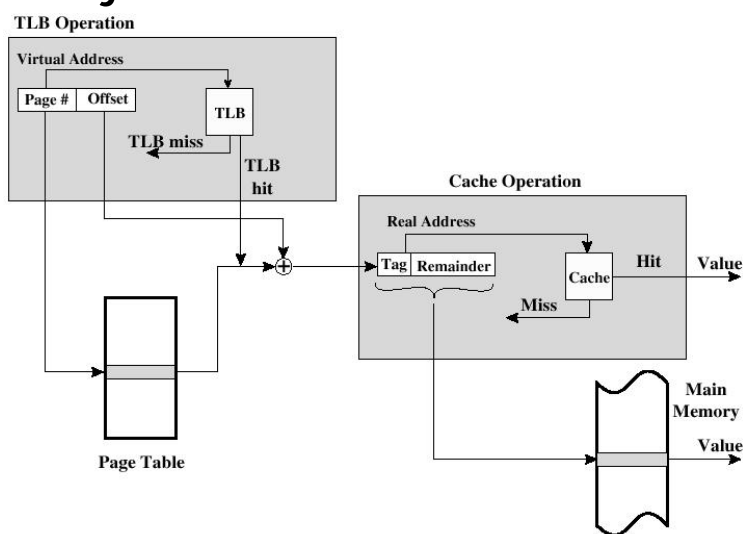 TLB Operation
Virtual Address
Page # Offset
TLB
TLB miss
TLB
hit
Cache Operation
Real Address
Tag Remainder
Cache
Hit
Value
Miss
Main
Memory
Value
Page Table